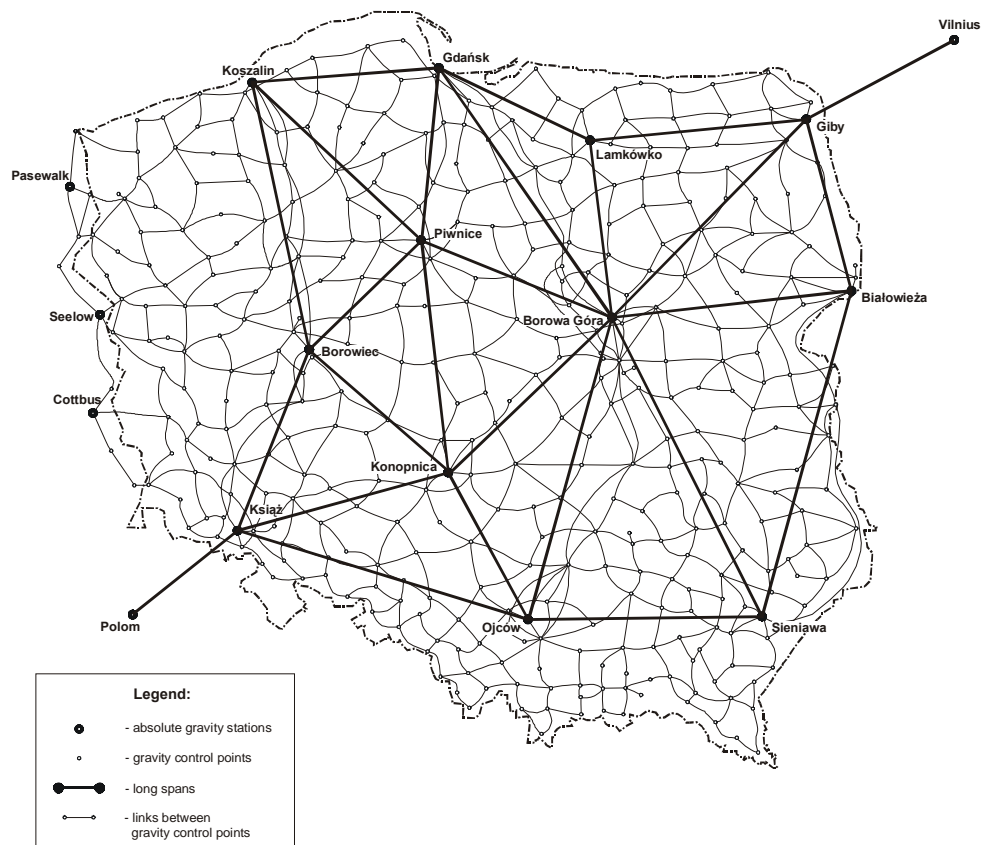 Vilnius
Gdańsk
Koszalin
Giby
Lamkówko
Pasewalk
Piwnice
Białowieża
Seelow
Borowa Góra
Borowiec
Cottbus
Konopnica
Książ
Polom
Ojców
Sieniawa
Legend:
- absolute gravity stations
- gravity control points
- long spans
- links between
gravity control points